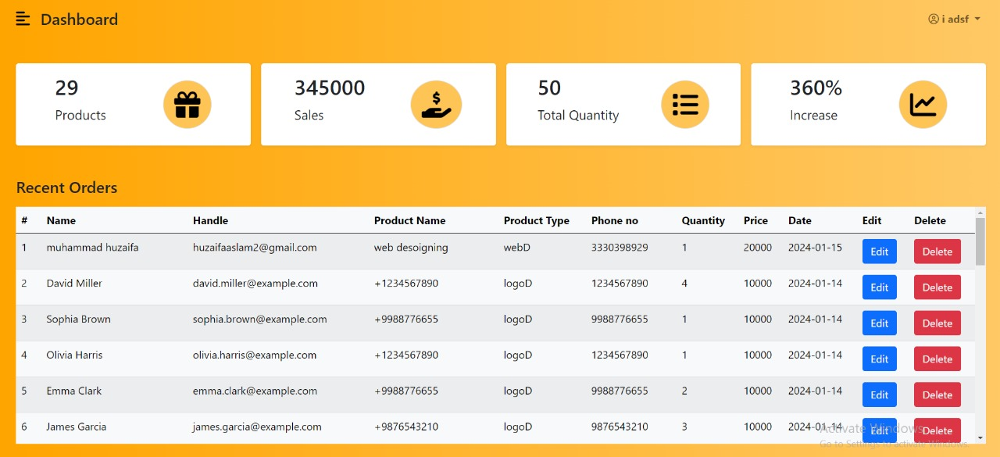 Dashboard
i adsf
29
Products
345000
Sales
50
Total Quantity
360%
Increase
Recent Orders
# Name Handle Product Name Product Type Phone no Quantity Price Date Edit Delete
1 muhammad huzaifa huzaifaaslam2@gmail.com web desoigning webD 3330398929 1 20000 2024-01-15 Edit Delete
2 David Miller david.miller@example.com +1234567890 logoD 1234567890 4 10000 2024-01-14 Edit Delete
3 Sophia Brown sophia.brown@example.com +9988776655 logoD 9988776655 1 10000 2024-01-14 Edit Delete
4 Olivia Harris olivia.harris@example.com +1234567890 logoD 1234567890 1 10000 2024-01-14 Edit Delete
5 Emma Clark emma.clark@example.com +9988776655 logoD 9988776655 2 10000 2024-01-14 Edit Delete
6 James Garcia james.garcia@example.com +9876543210 logoD 9876543210 3 10000 2024-01-14 Edit Delete
Activate Windows
Go to Settings to activate Windows.